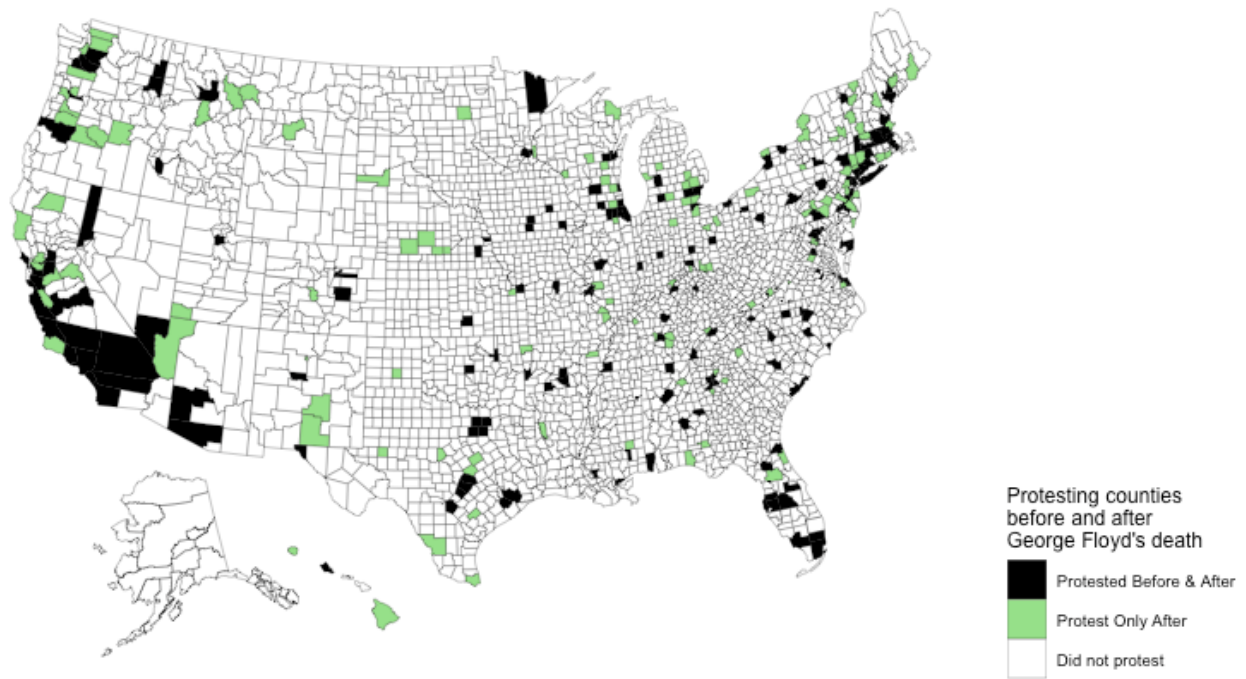 Protesting counties
before and after
George Floyd's death
Protested Before & After
Protest Only After
Did not protest